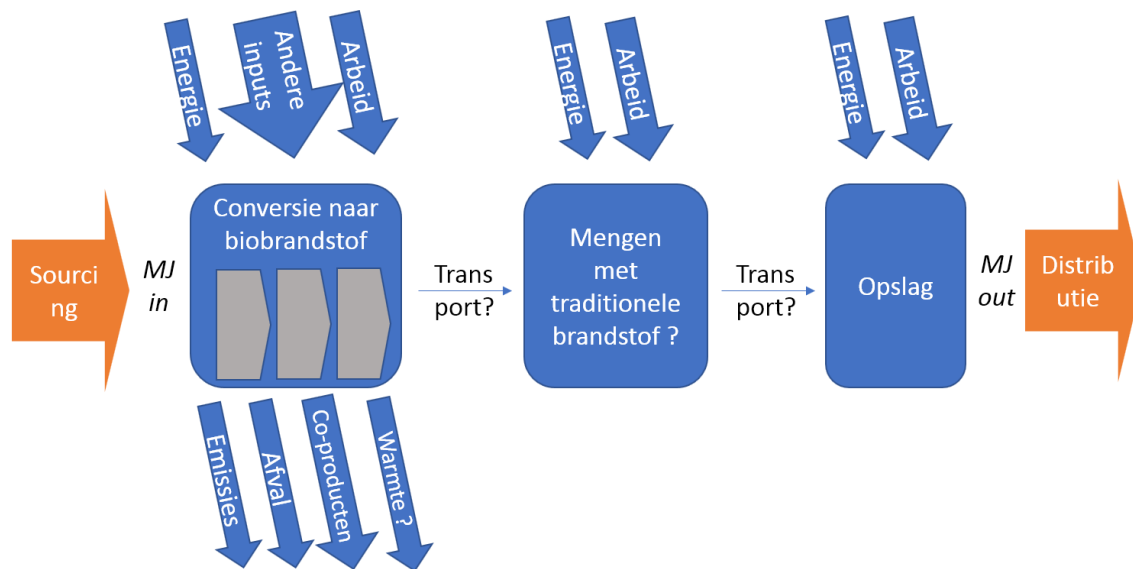 Energie
Andere
inputs
Arbeid
Energie
Arbeid
Energie
Arbeid
Sourci
ng
MJ
in
Conversie naar
biobrandstof
Trans
port?
Mengen
met
traditionele
brandstof ?
Trans
port?
Opslag
MJ
out
Distrib
utie
Emissies
Afval
Co-producten
Warmte ?